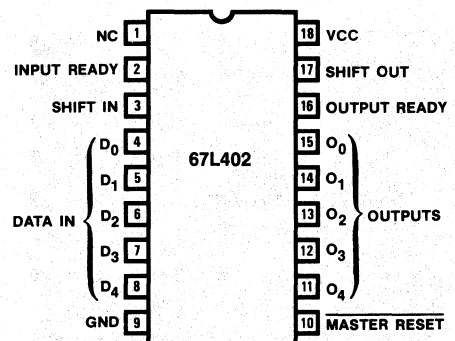 NC 1 18 VCC
INPUT READY 2 17 SHIFT OUT
SHIFT IN 3 16 OUTPUT READY
D0 4 15 O0
67L402
D1 5 14 O1
DATA IN D2 6 13 O2 OUTPUTS
D3 7 12 O3
D4 8 11 O4
GND 9 10 MASTER RESET